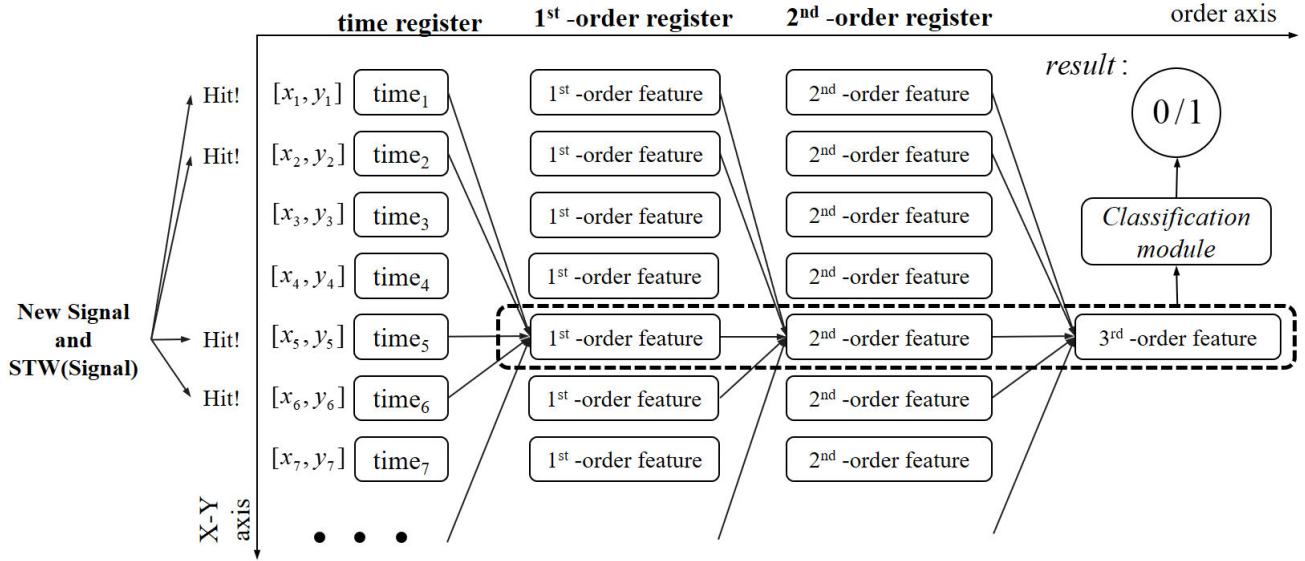 time register 1st -order register 2nd -order register order axis
result :
Hit! [x1, y1] time1 1st -order feature 2nd -order feature 0 / 1
Hit! [x2, y2] time2 1st -order feature 2nd -order feature
[x3, y3] time3 1st -order feature 2nd -order feature Classification
module
[x4, y4] time4 1st -order feature 2nd -order feature
New Signal
and
STW(Signal)
Hit! [x5, y5] time5 1st -order feature 2nd -order feature 3rd -order feature
Hit! [x6, y6] time6 1st -order feature 2nd -order feature
[x7, y7] time7 1st -order feature 2nd -order feature
X-Y
axis
• • •